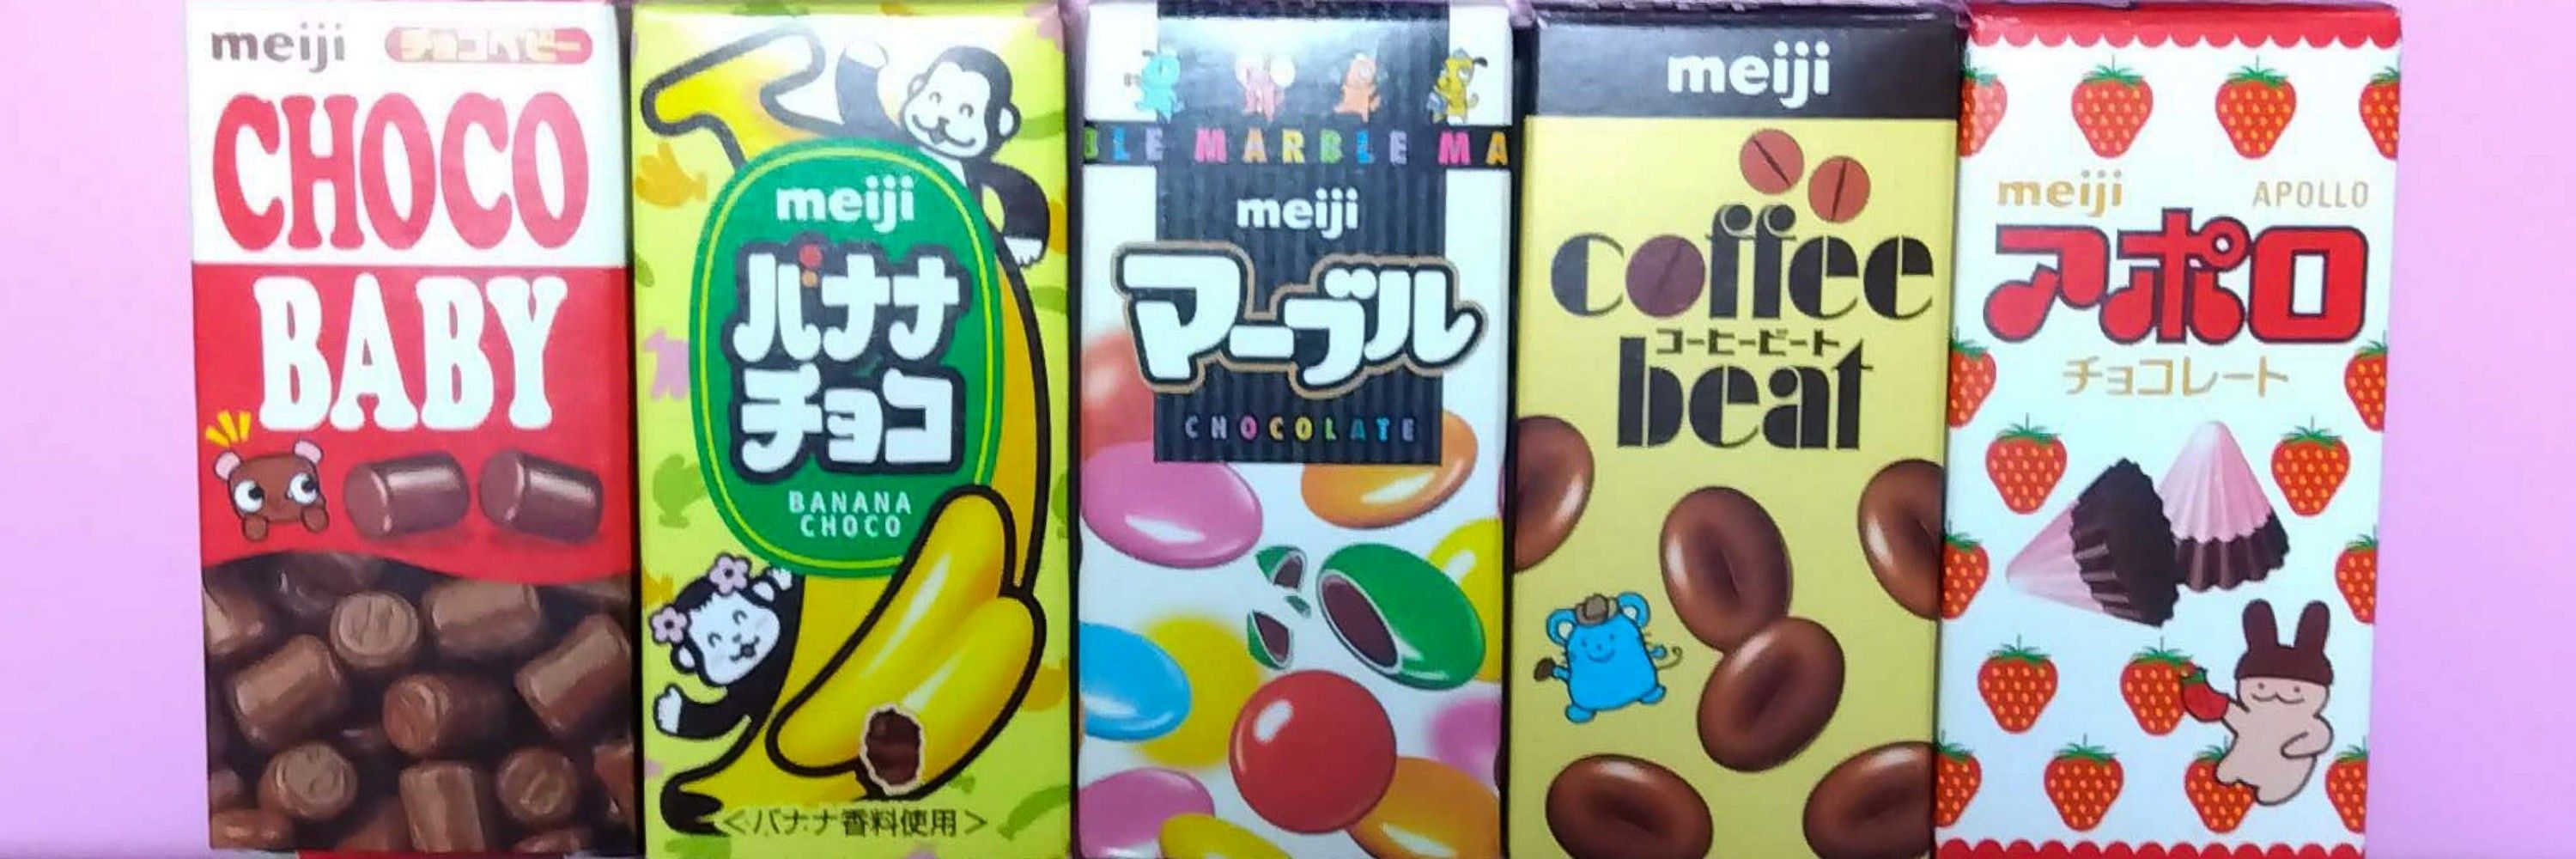 meiji チョコベビー
CHOCO
BABY
meiji
バナナ
チョコ
BANANA
CHOCO
<バナナ香料使用>
BLE MARBLE MA
meiji
マーブル
CHOCOLATE
meiji
coffee
コーヒービート
beat
meiji APOLLO
アポロ
チョコレート